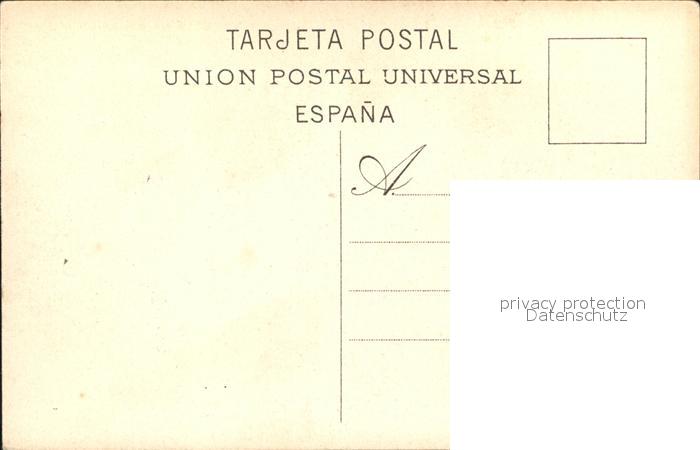 TARJETA POSTAL
UNION POSTAL UNIVERSAL
ESPAÑA
A
privacy protection
Datenschutz